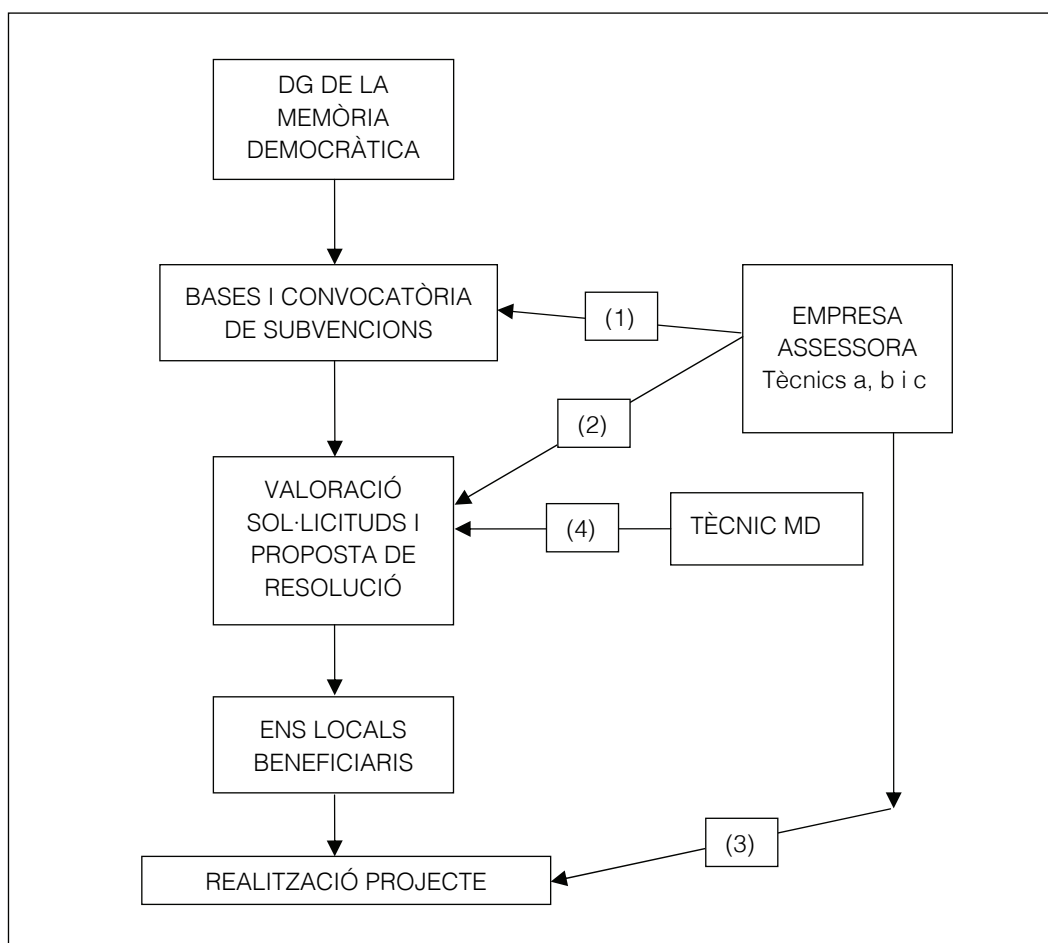 DG DE LA
MEMÒRIA
DEMOCRÀTICA
BASES I CONVOCATÒRIA
DE SUBVENCIONS
(1)
EMPRESA
ASSESSORA
Tècnics a, b i c
(2)
VALORACIÓ
SOL·LICITUDS I
PROPOSTA DE
RESOLUCIÓ
(4)
TÈCNIC MD
ENS LOCALS
BENEFICIARIS
(3)
REALITZACIÓ PROJECTE